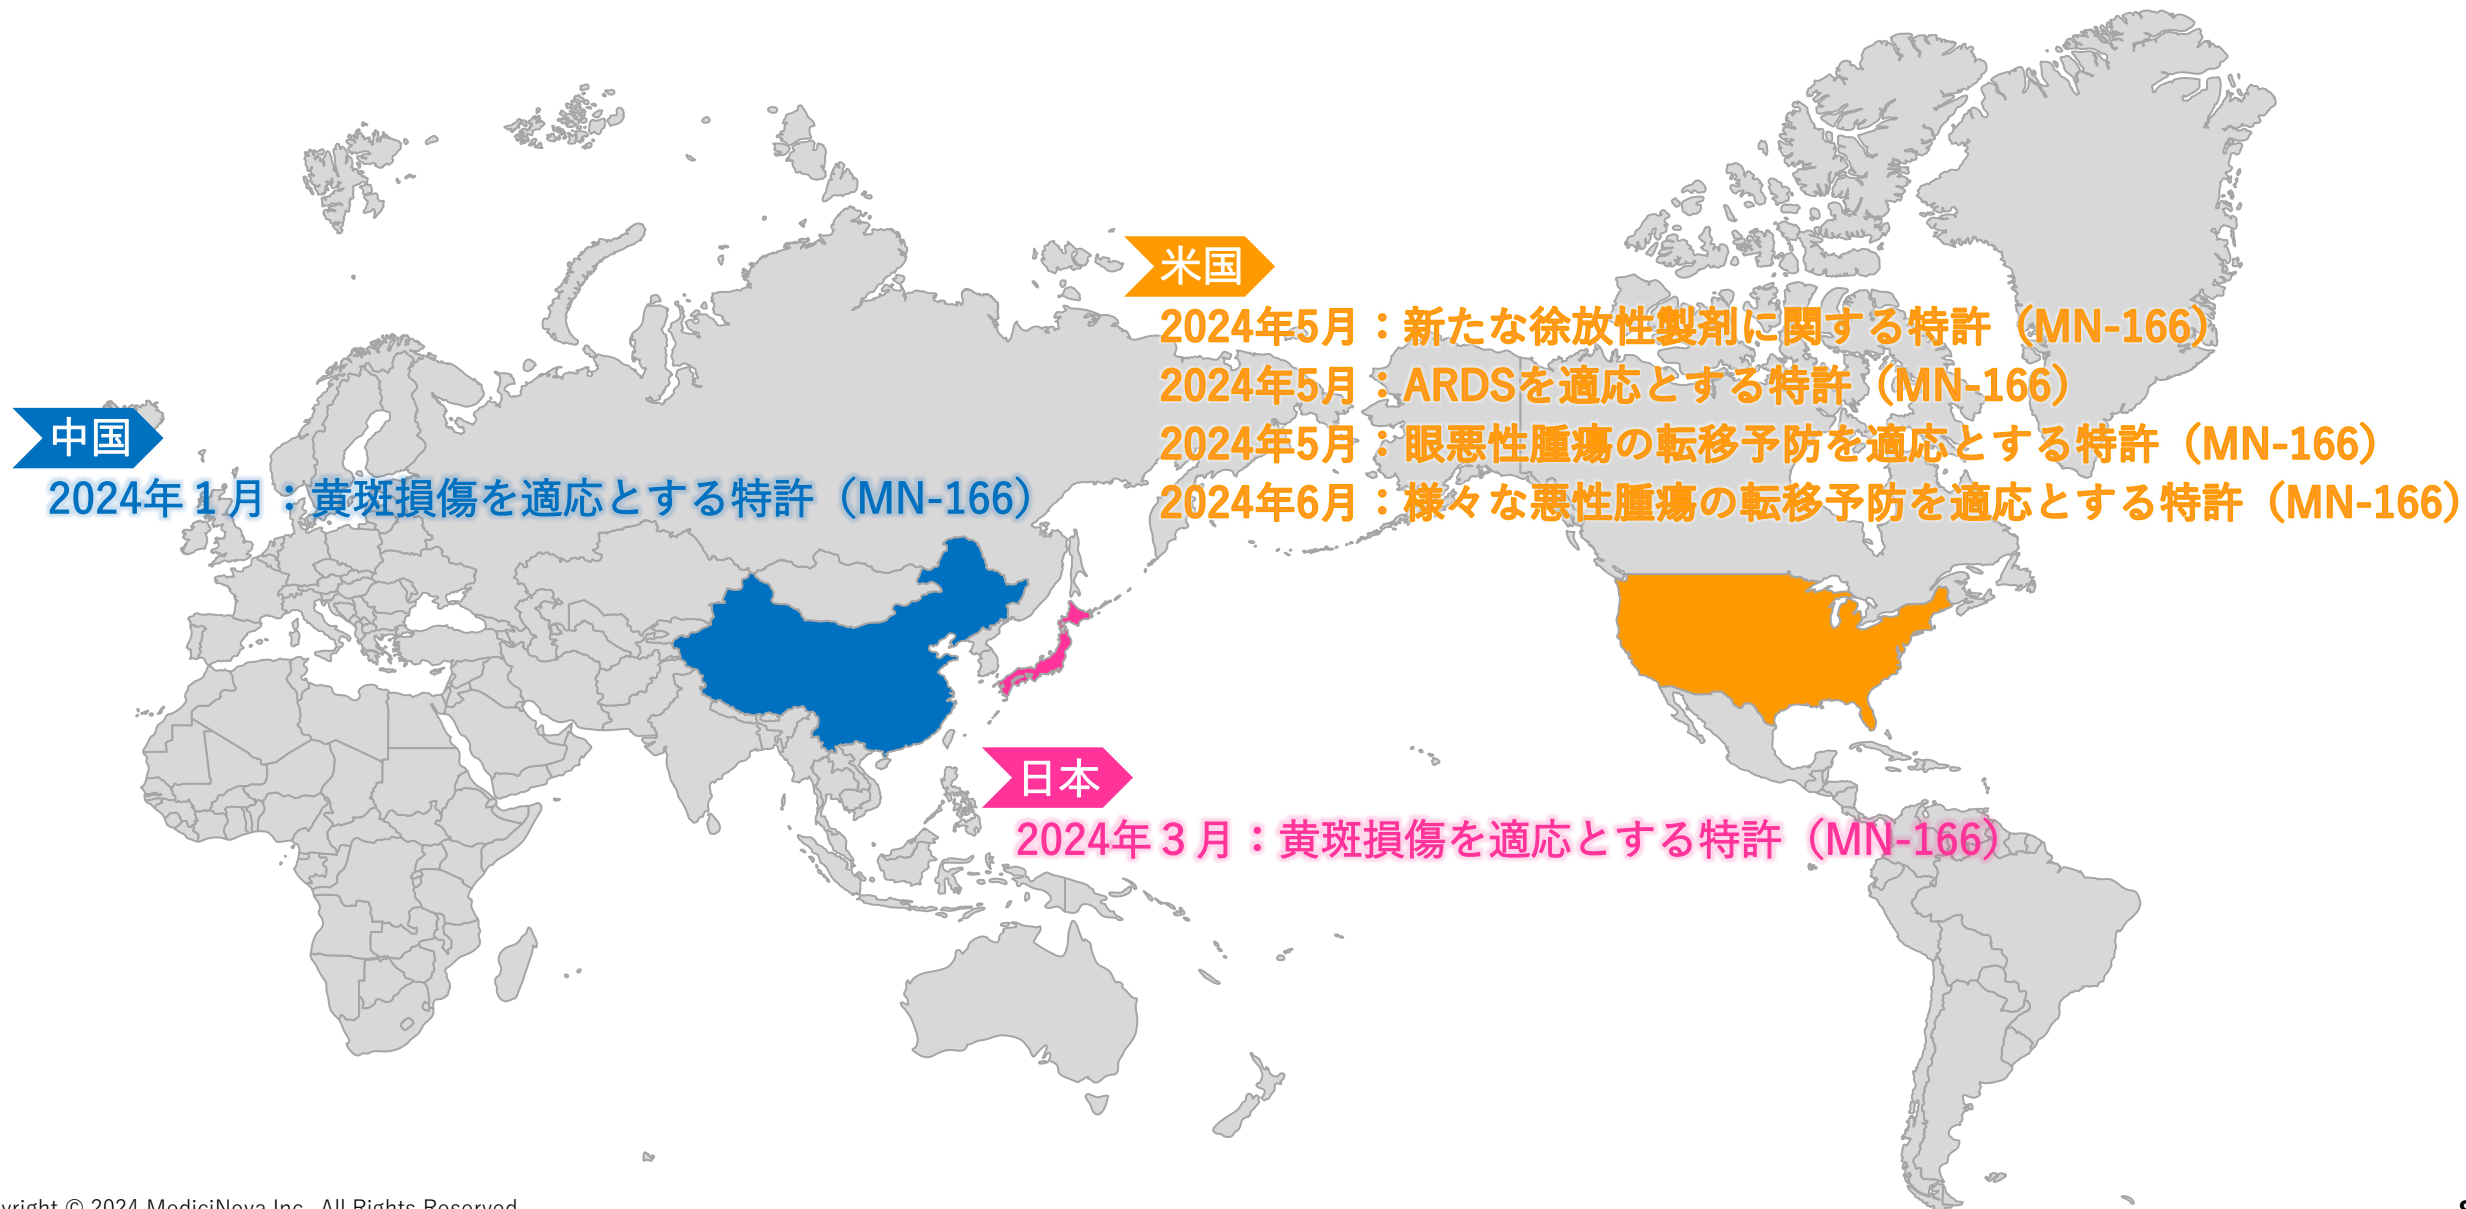 米国
2024年5月：新たな徐放性製剤に関する特許（MN-166）
2024年5月：ARDSを適応とする特許（MN-166）
2024年5月：眼悪性腫瘍の転移予防を適応とする特許（MN-166）
2024年6月：様々な悪性腫瘍の転移予防を適応とする特許（MN-166）
中国
2024年１月：黄斑損傷を適応とする特許（MN-166）
日本
2024年３月：黄斑損傷を適応とする特許（MN-166）
yright © 2024 MediciNova Inc. All Rights Reserved